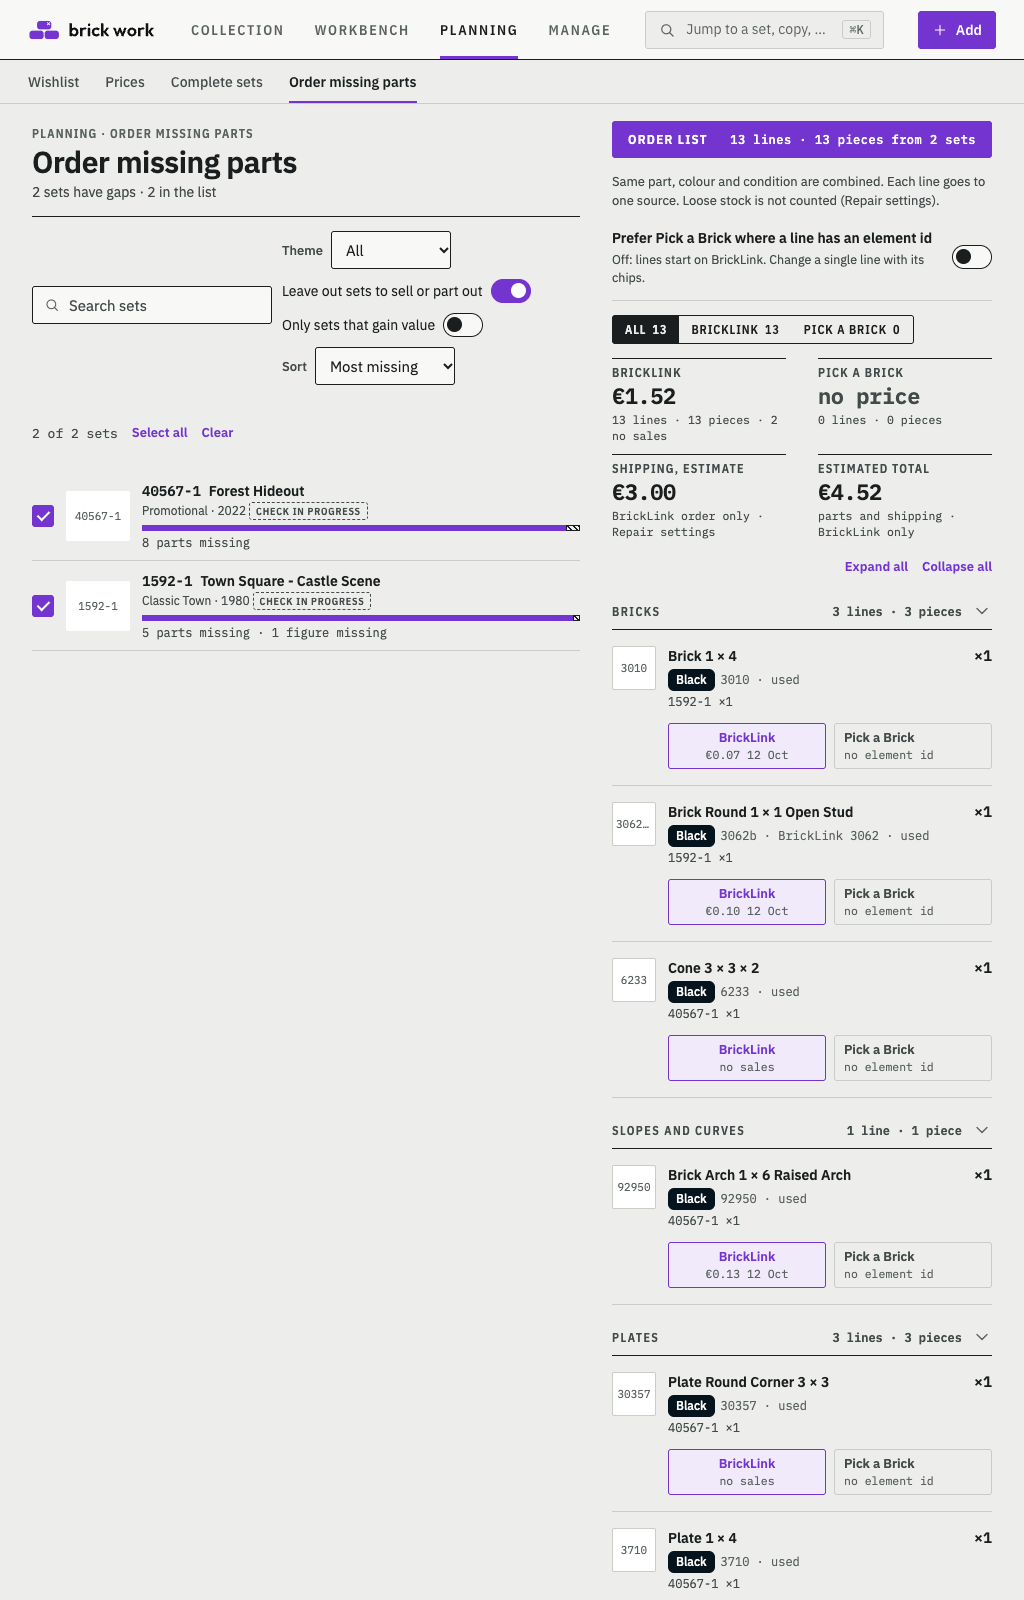 brick work
COLLECTION
WORKBENCH
PLANNING
MANAGE
Jump to a set, copy, ...
⌘K
+ Add
Wishlist
Prices
Complete sets
Order missing parts
PLANNING · ORDER MISSING PARTS
Order missing parts
2 sets have gaps · 2 in the list
Theme
All
Search sets
Leave out sets to sell or part out
Only sets that gain value
Sort
Most missing
2 of 2 sets
Select all
Clear
40567-1
40567-1 Forest Hideout
Promotional · 2022 CHECK IN PROGRESS
8 parts missing
1592-1
1592-1 Town Square - Castle Scene
Classic Town · 1980 CHECK IN PROGRESS
5 parts missing · 1 figure missing
ORDER LIST 13 lines · 13 pieces from 2 sets
Same part, colour and condition are combined. Each line goes to
one source. Loose stock is not counted (Repair settings).
Prefer Pick a Brick where a line has an element id
Off: lines start on BrickLink. Change a single line with its
chips.
ALL 13
BRICKLINK 13
PICK A BRICK 0
BRICKLINK
€1.52
13 lines · 13 pieces · 2
no sales
PICK A BRICK
no price
0 lines · 0 pieces
SHIPPING, ESTIMATE
€3.00
BrickLink order only ·
Repair settings
ESTIMATED TOTAL
€4.52
parts and shipping ·
BrickLink only
Expand all
Collapse all
BRICKS
3 lines · 3 pieces
3010
Brick 1 × 4
×1
Black 3010 · used
1592-1 ×1
BrickLink
€0.07 12 Oct
Pick a Brick
no element id
3062…
Brick Round 1 × 1 Open Stud
×1
Black 3062b · BrickLink 3062 · used
1592-1 ×1
BrickLink
€0.10 12 Oct
Pick a Brick
no element id
6233
Cone 3 × 3 × 2
×1
Black 6233 · used
40567-1 ×1
BrickLink
no sales
Pick a Brick
no element id
SLOPES AND CURVES
1 line · 1 piece
92950
Brick Arch 1 × 6 Raised Arch
×1
Black 92950 · used
40567-1 ×1
BrickLink
€0.13 12 Oct
Pick a Brick
no element id
PLATES
3 lines · 3 pieces
30357
Plate Round Corner 3 × 3
×1
Black 30357 · used
40567-1 ×1
BrickLink
no sales
Pick a Brick
no element id
3710
Plate 1 × 4
×1
Black 3710 · used
40567-1 ×1